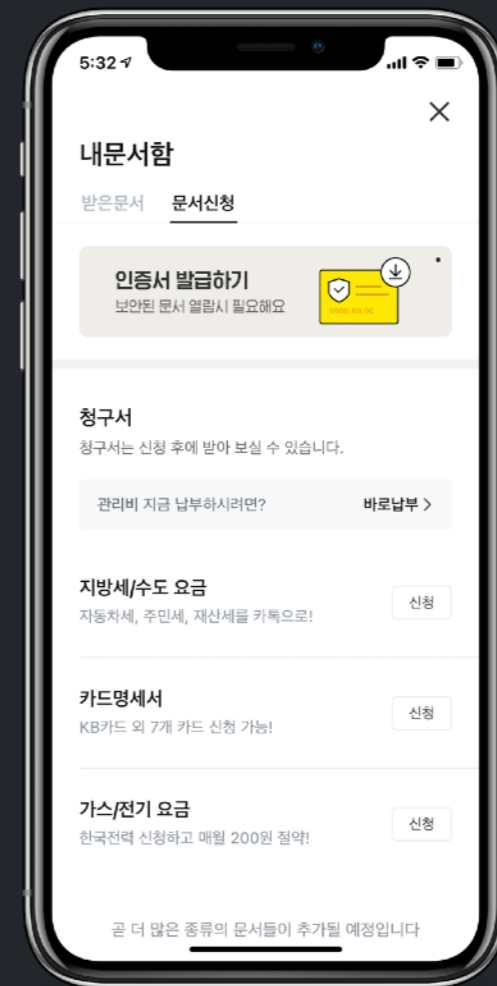 5:32
내문서함
받은문서 문서신청
인증서 발급하기
보안된 문서 열람시 필요해요
0000.00.00
청구서
청구서는 신청 후에 받아 보실 수 있습니다.
관리비 지금 납부하시려면? 바로납부 >
지방세/수도 요금
자동차세, 주민세, 재산세를 카톡으로!
신청
카드명세서
KB카드 외 7개 카드 신청 가능!
신청
가스/전기 요금
한국전력 신청하고 매월 200원 절약!
신청
곧 더 많은 종류의 문서들이 추가될 예정입니다